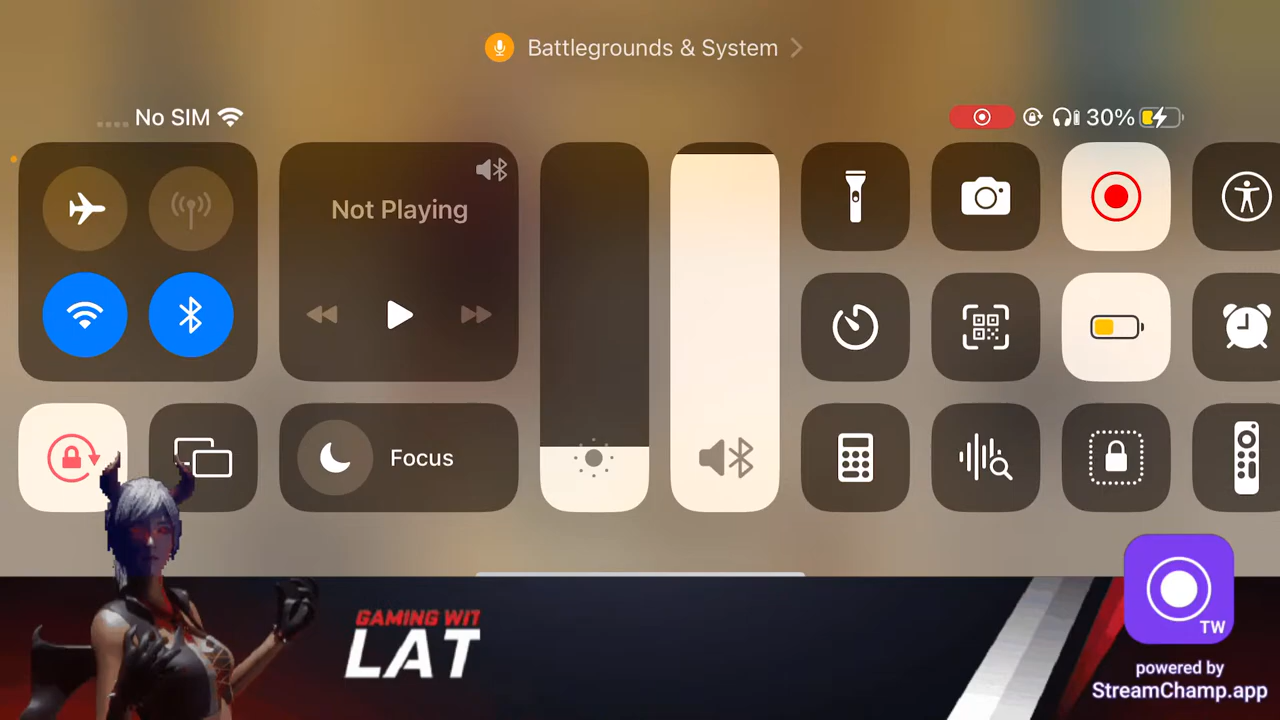 Battlegrounds & System
No SIM
30%
Not Playing
Focus
GAMING WIT
LAT
TW
powered by
StreamChamp.app